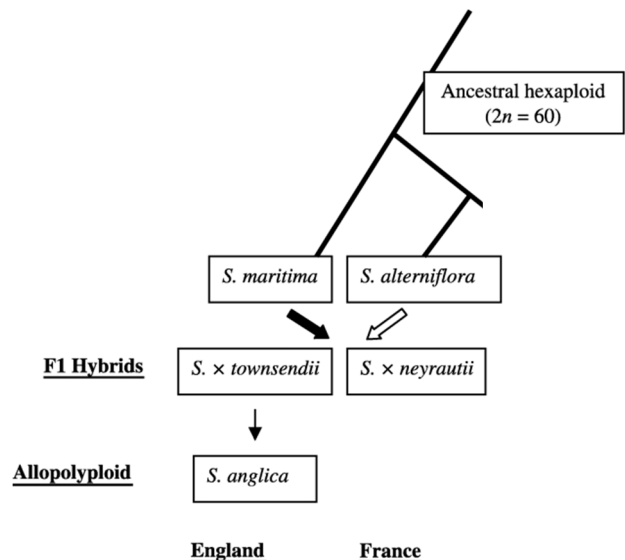 Ancestral hexaploid
(2n = 60)
S. maritima
S. alterniflora
F1 Hybrids
S. × townsendii
S. × neyrautii
Allopolyploid
S. anglica
England
France